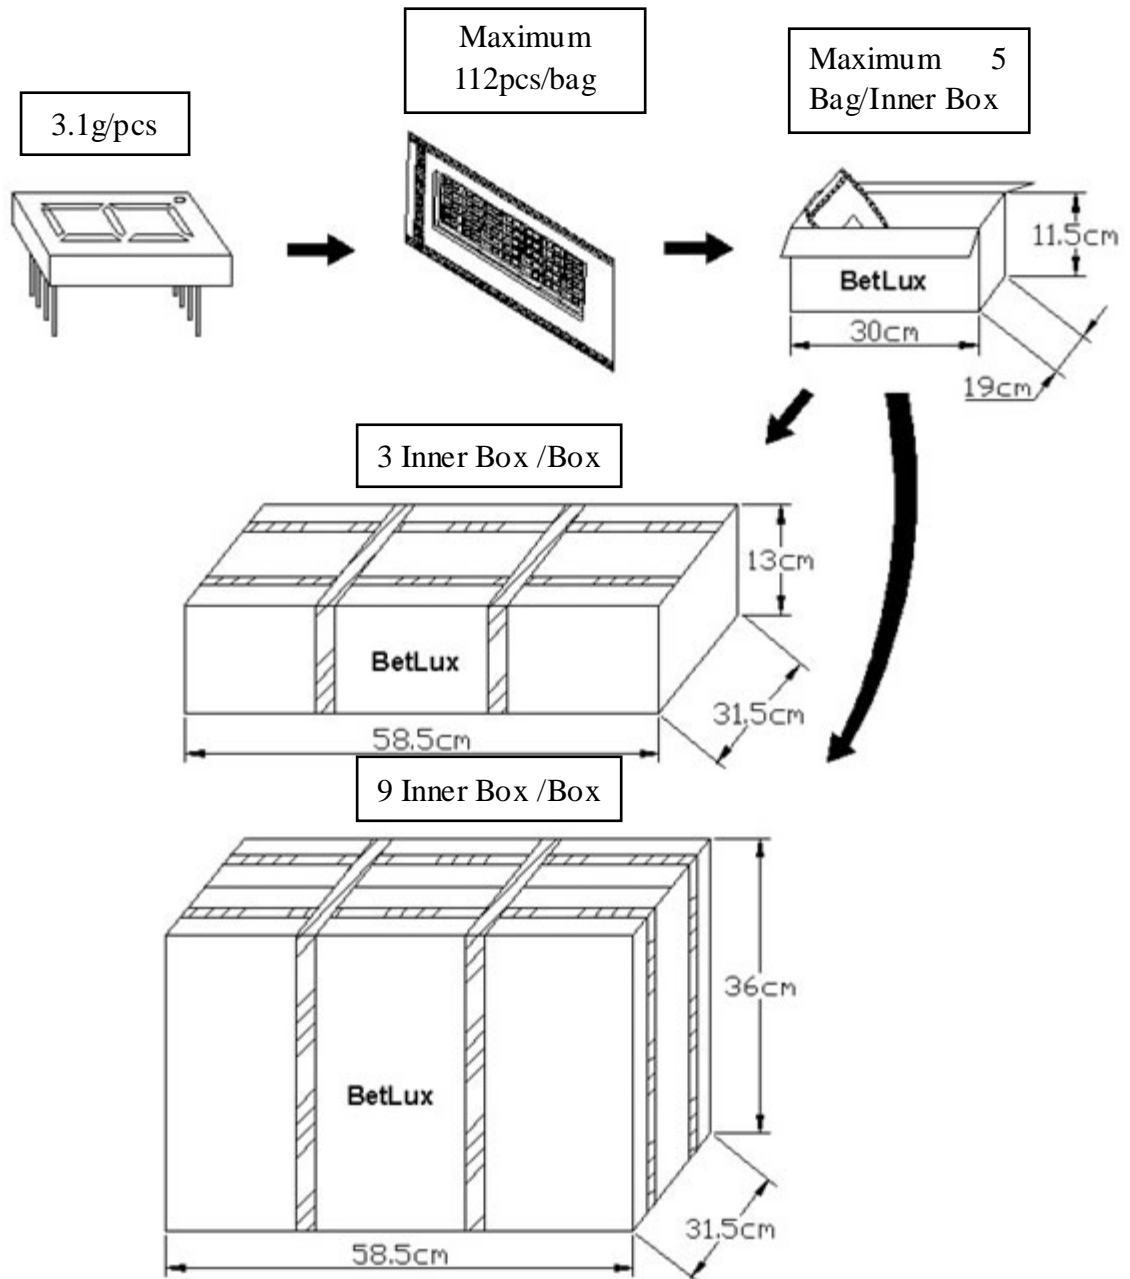 3.1g/pcs
Maximum
112pcs/bag
Maximum 5
Bag/Inner Box
BetLux
11.5cm
30cm
19cm
3 Inner Box /Box
BetLux
13cm
31.5cm
58.5cm
9 Inner Box /Box
BetLux
36cm
31.5cm
58.5cm